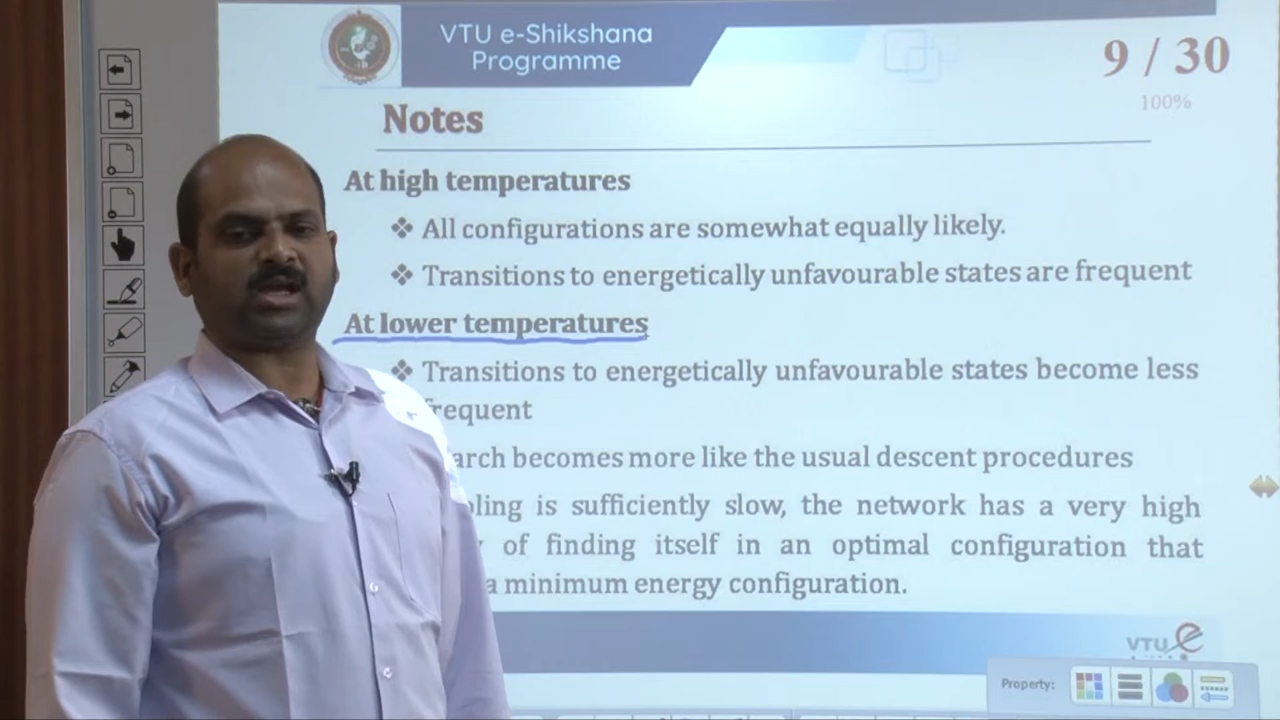 VTU e-Shikshana
Programme
9 / 30
100%
Notes
At high temperatures
❖ All configurations are somewhat equally likely.
❖ Transitions to energetically unfavourable states are frequent
At lower temperatures
❖ Transitions to energetically unfavourable states become less
requent
arch becomes more like the usual descent procedures
ling is sufficiently slow, the network has a very high
of finding itself in an optimal configuration that
a minimum energy configuration.
VTU e
Property: